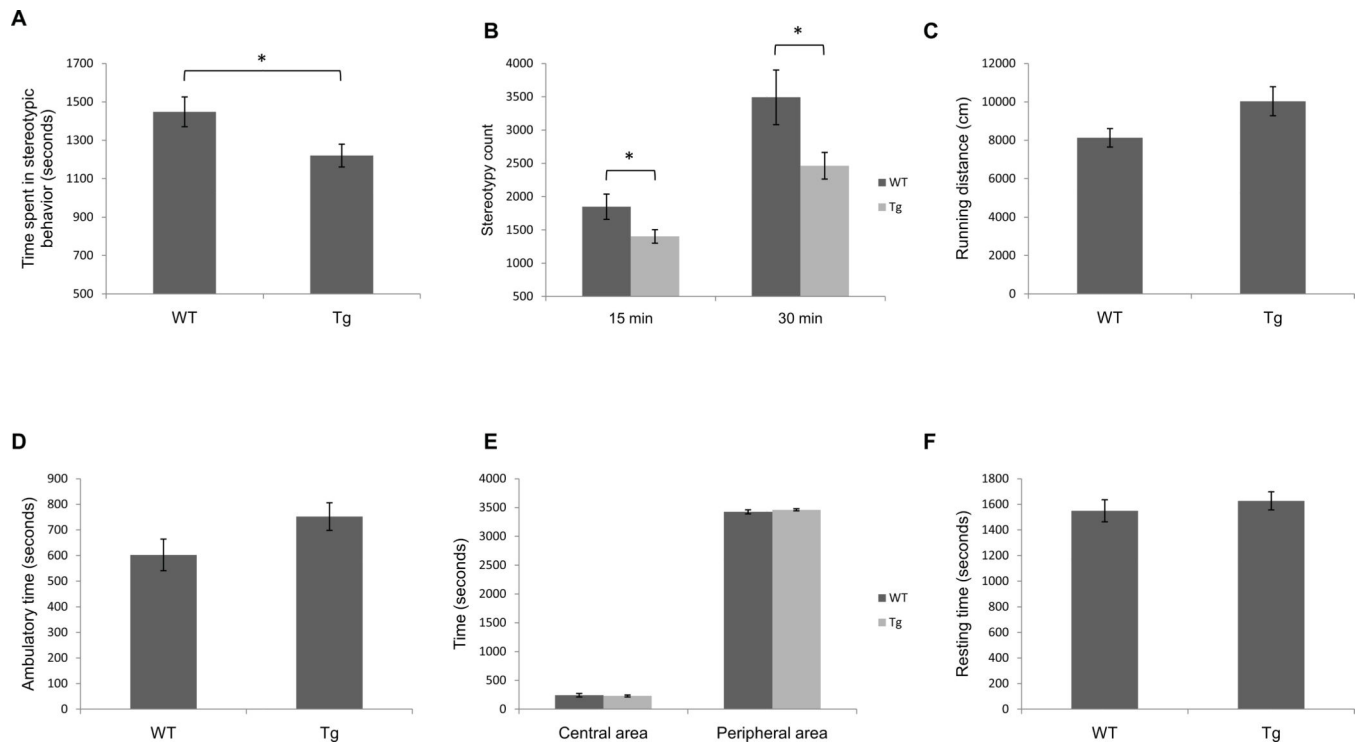 A
Time spent in stereotypic
behavior (seconds)
1700
1500
1300
1100
900
700
500
*
WT
Tg
B
Stereotypy count
4000
3500
3000
2500
2000
1500
1000
500
*
*
15 min
30 min
WT
Tg
C
Running distance (cm)
12000
10000
8000
6000
4000
2000
0
WT
Tg
D
Ambulatory time (seconds)
900
800
700
600
500
400
300
200
100
0
WT
Tg
E
Time (seconds)
4000
3500
3000
2500
2000
1500
1000
500
0
Central area
Peripheral area
WT
Tg
F
Resting time (seconds)
1800
1600
1400
1200
1000
800
600
400
200
0
WT
Tg